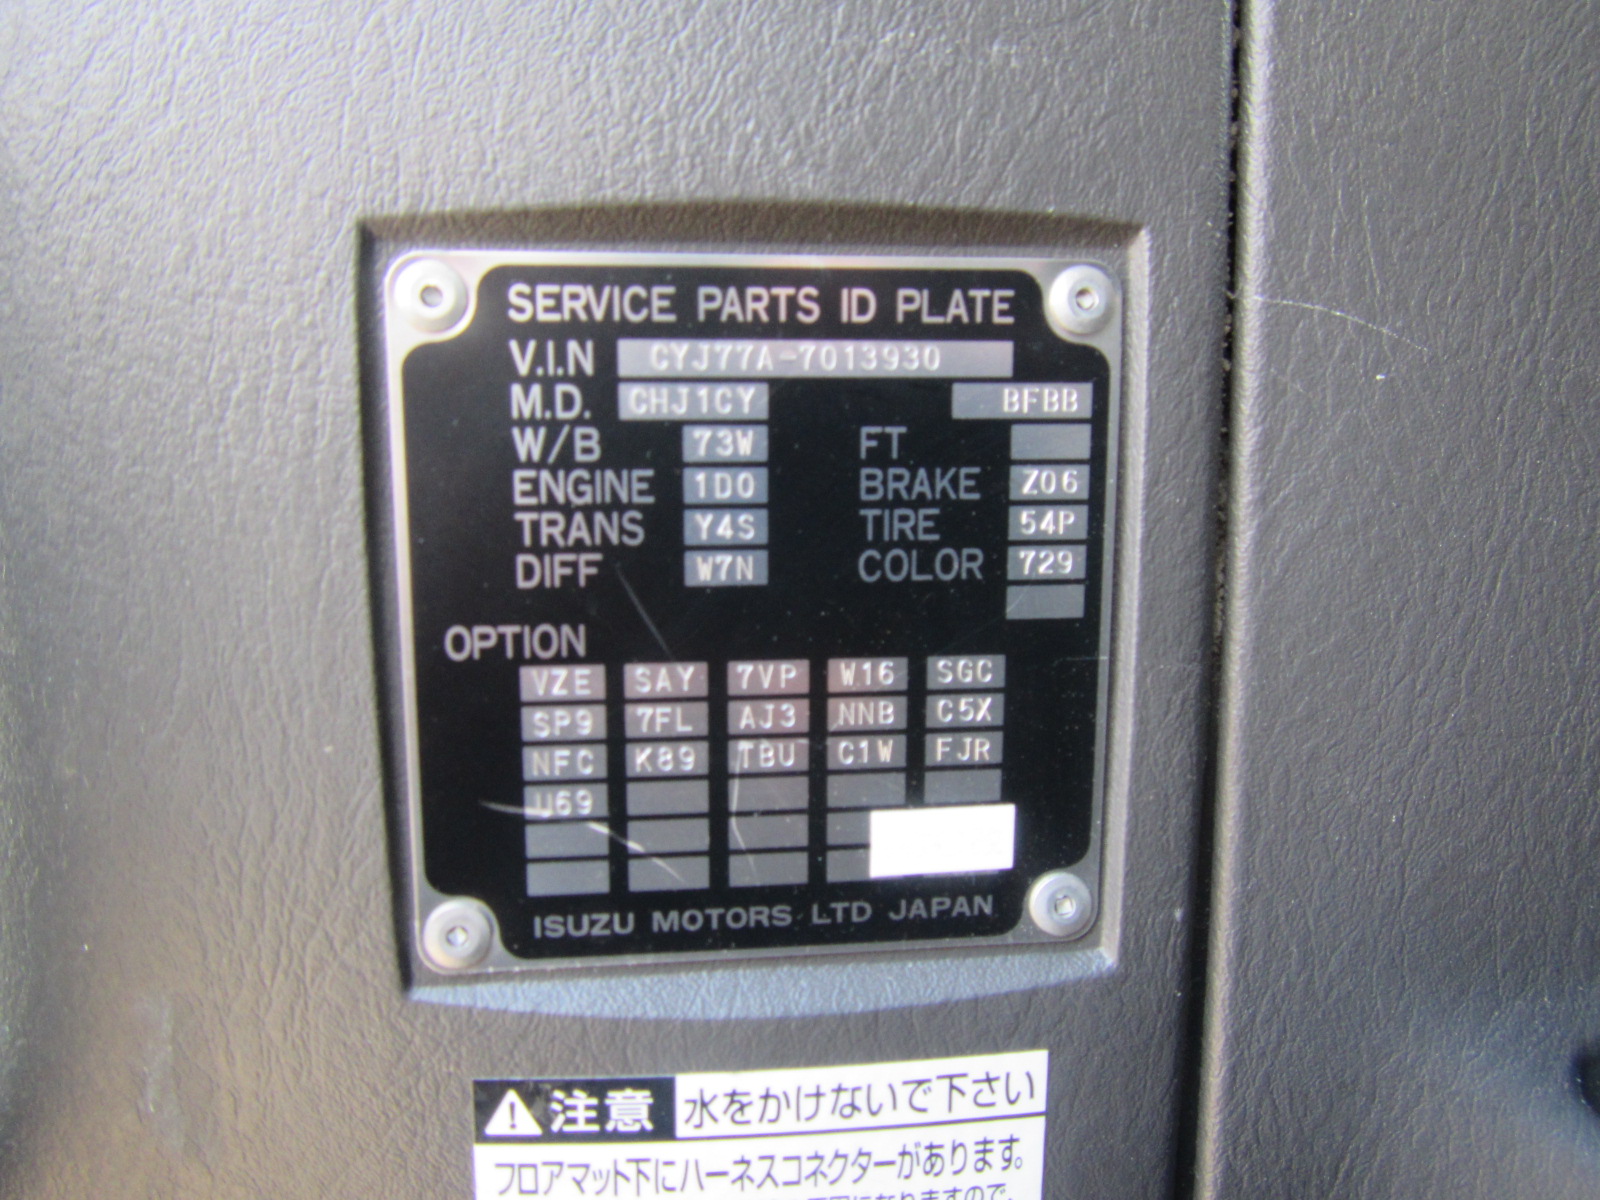 SERVICE PARTS ID PLATE
V.I.N CYJ77A-7013930
M.D. CHJ1CY BFBB
W/B 73W FT
ENGINE 1D0 BRAKE Z06
TRANS Y4S TIRE 54P
DIFF W7N COLOR 729
OPTION
VZE SAY 7VP W16 SGC
SP9 7FL AJ3 NNB C5X
NFC K89 TBU C1W FJR
U69
ISUZU MOTORS LTD JAPAN
注意 水をかけないで下さい
フロアマット下にハーネスコネクターがあります。